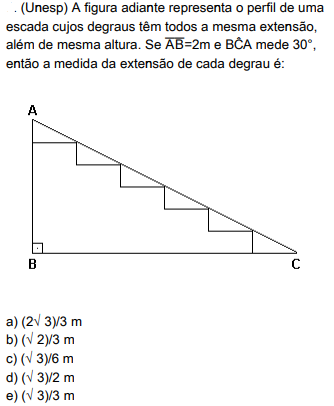 . (Unesp) A figura adiante representa o perfil de uma
escada cujos degraus têm todos a mesma extensão,
além de mesma altura. Se A̅B̅=2m e BĈA mede 30°,
então a medida da extensão de cada degrau é:
A
B
C
a) (2√ 3)/3 m
b) (√ 2)/3 m
c) (√ 3)/6 m
d) (√ 3)/2 m
e) (√ 3)/3 m